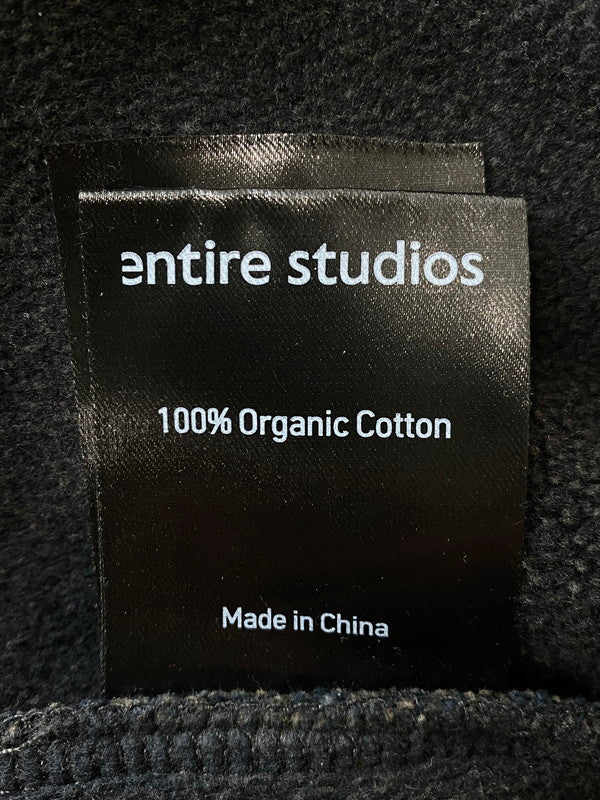 entire studios
100% Organic Cotton
Made in China